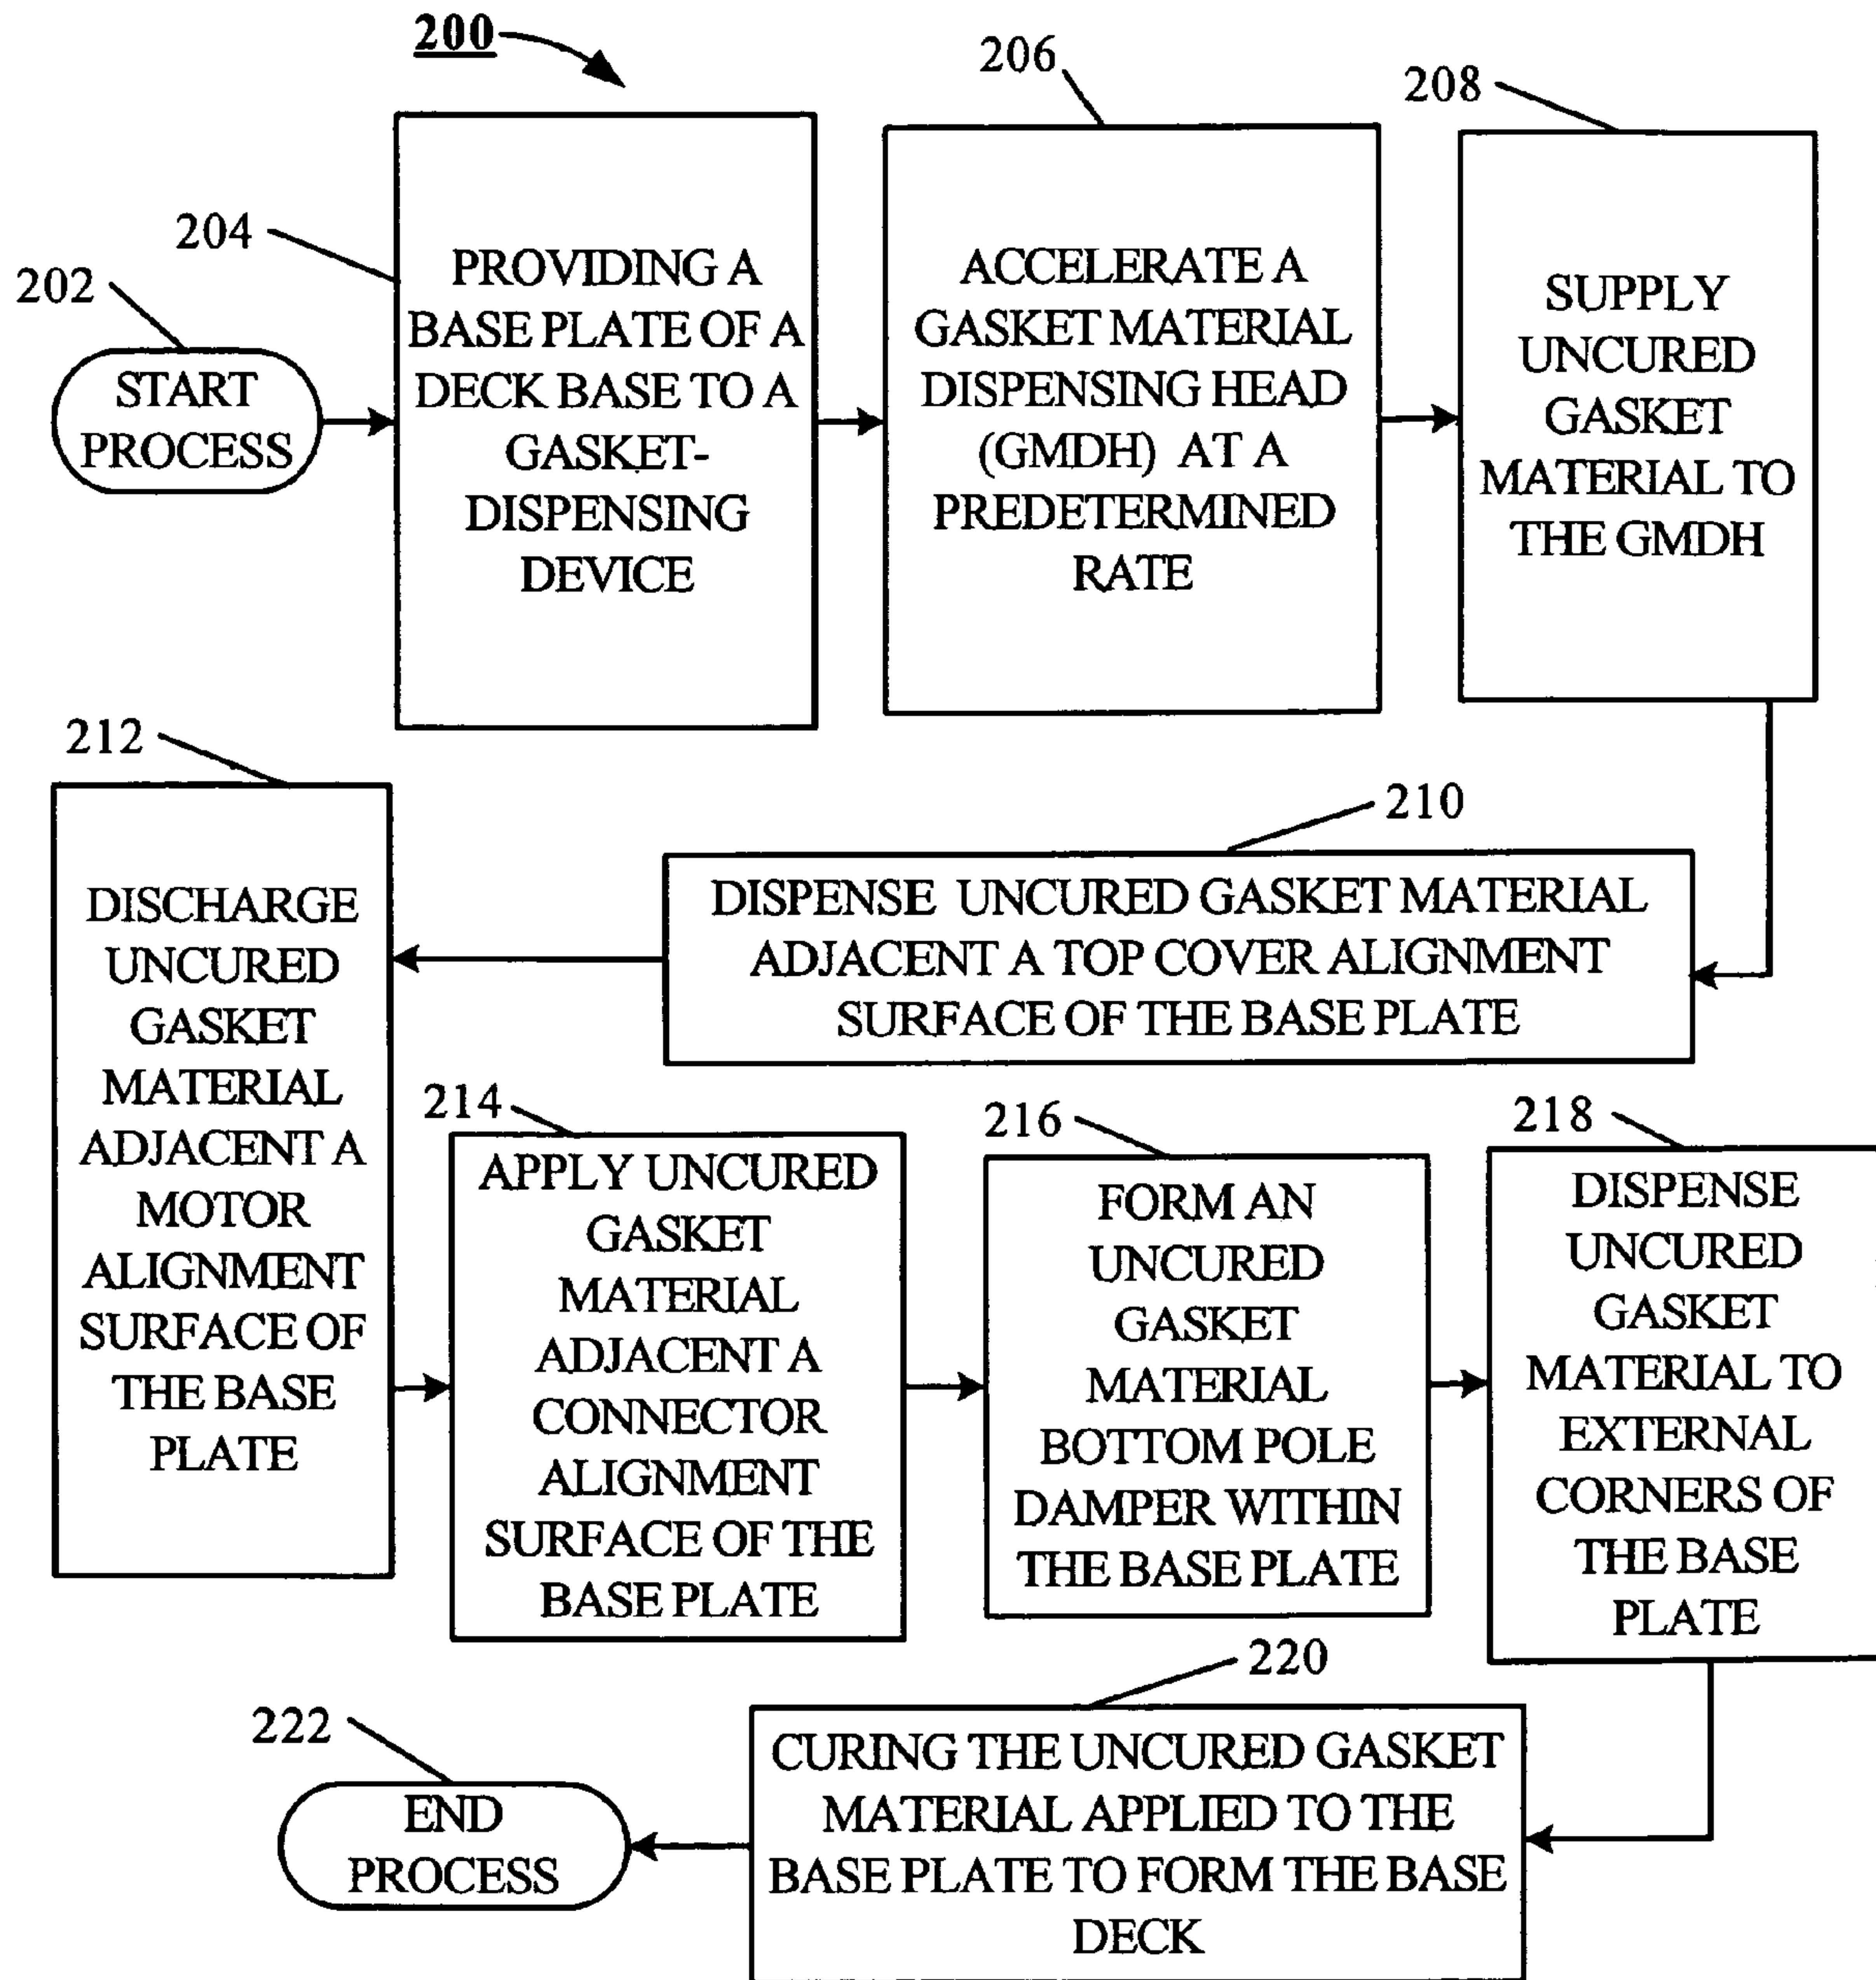 200
202
START
PROCESS
204
PROVIDING A
BASE PLATE OF A
DECK BASE TO A
GASKET-
DISPENSING
DEVICE
206
ACCELERATE A
GASKET MATERIAL
DISPENSING HEAD
(GMDH) AT A
PREDETERMINED
RATE
208
SUPPLY
UNCURED
GASKET
MATERIAL TO
THE GMDH
210
DISPENSE UNCURED GASKET MATERIAL
ADJACENT A TOP COVER ALIGNMENT
SURFACE OF THE BASE PLATE
212
DISCHARGE
UNCURED
GASKET
MATERIAL
ADJACENT A
MOTOR
ALIGNMENT
SURFACE OF
THE BASE
PLATE
214
APPLY UNCURED
GASKET
MATERIAL
ADJACENT A
CONNECTOR
ALIGNMENT
SURFACE OF THE
BASE PLATE
216
FORM AN
UNCURED
GASKET
MATERIAL
BOTTOM POLE
DAMPER WITHIN
THE BASE PLATE
218
DISPENSE
UNCURED
GASKET
MATERIAL TO
EXTERNAL
CORNERS OF
THE BASE
PLATE
220
CURING THE UNCURED GASKET
MATERIAL APPLIED TO THE
BASE PLATE TO FORM THE BASE
DECK
222
END
PROCESS